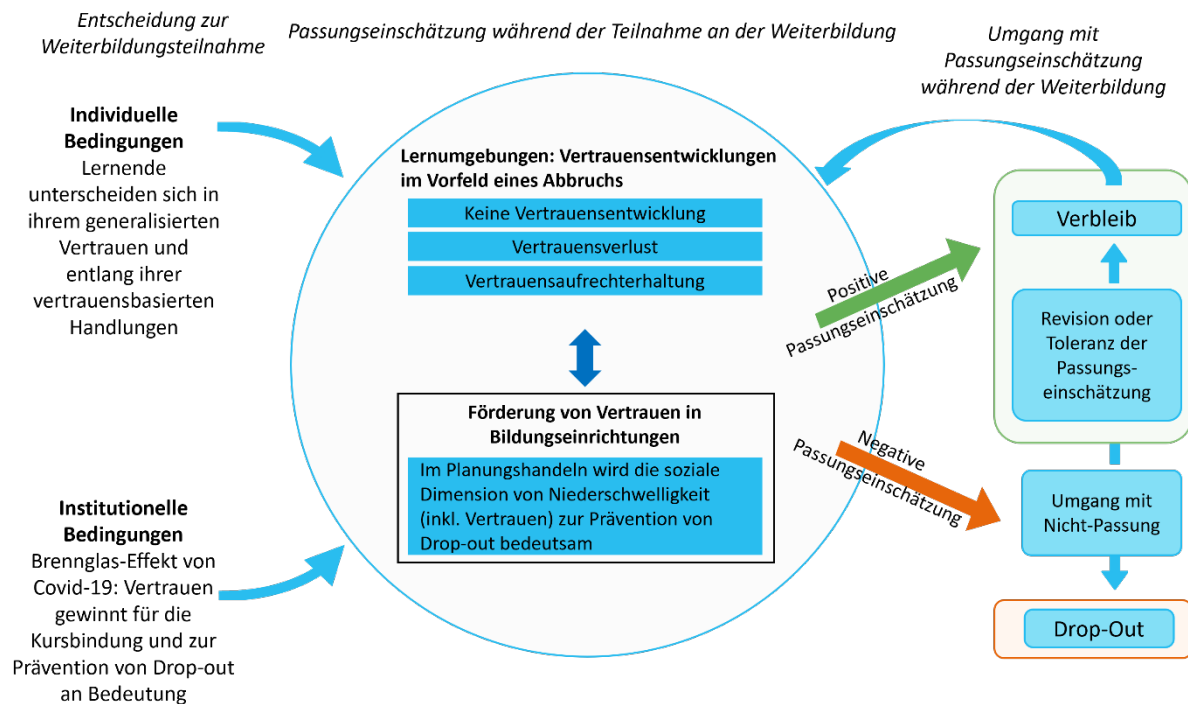 Entscheidung zur
Weiterbildungsteilnahme
Passungseinschätzung während der Teilnahme an der Weiterbildung
Umgang mit
Passungseinschätzung
während der Weiterbildung
Individuelle
Bedingungen
Lernende
unterscheiden sich in
ihrem generalisierten
Vertrauen und
entlang ihrer
vertrauensbasierten
Handlungen
Institutionelle
Bedingungen
Brennglas-Effekt von
Covid-19: Vertrauen
gewinnt für die
Kursbindung und zur
Prävention von Drop-out
an Bedeutung
Lernumgebungen: Vertrauensentwicklungen
im Vorfeld eines Abbruchs
Keine Vertrauensentwicklung
Vertrauensverlust
Vertrauensaufrechterhaltung
Förderung von Vertrauen in
Bildungseinrichtungen
Im Planungshandeln wird die soziale
Dimension von Niederschwelligkeit
(inkl. Vertrauen) zur Prävention von
Drop-out bedeutsam
Positive
Passungseinschätzung
Negative
Passungseinschätzung
Verbleib
Revision oder
Toleranz der
Passungs-
einschätzung
Umgang mit
Nicht-Passung
Drop-Out